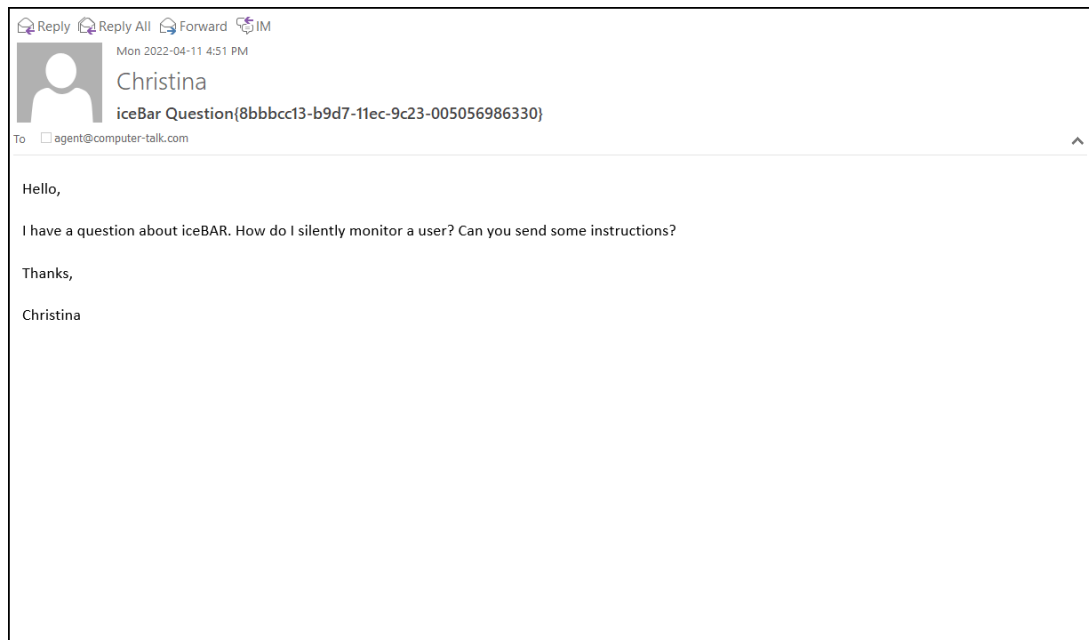 Reply Reply All Forward IM
Mon 2022-04-11 4:51 PM
Christina
iceBar Question{8bbbcc13-b9d7-11ec-9c23-005056986330}
To agent@computer-talk.com
Hello,
I have a question about iceBAR. How do I silently monitor a user? Can you send some instructions?
Thanks,
Christina